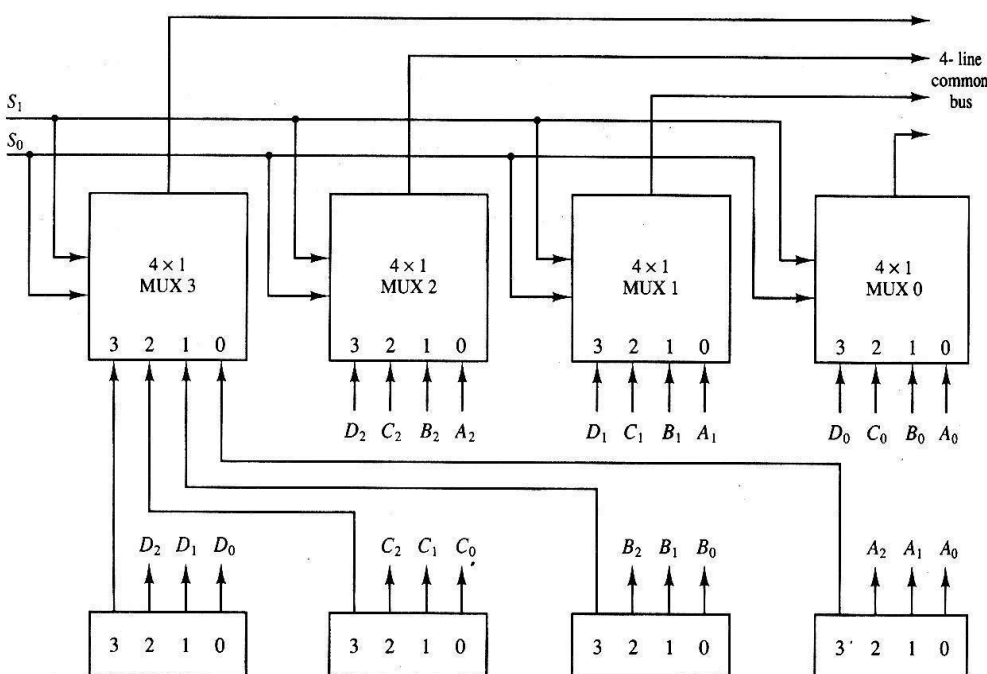 4- line
common
bus
S₁
S₀
4 × 1
MUX 3
4 × 1
MUX 2
4 × 1
MUX 1
4 × 1
MUX 0
3 2 1 0
3 2 1 0
3 2 1 0
3 2 1 0
D₂ C₂ B₂ A₂
D₁ C₁ B₁ A₁
D₀ C₀ B₀ A₀
D₂ D₁ D₀
C₂ C₁ C₀
B₂ B₁ B₀
A₂ A₁ A₀
3 2 1 0
3 2 1 0
3 2 1 0
3 2 1 0